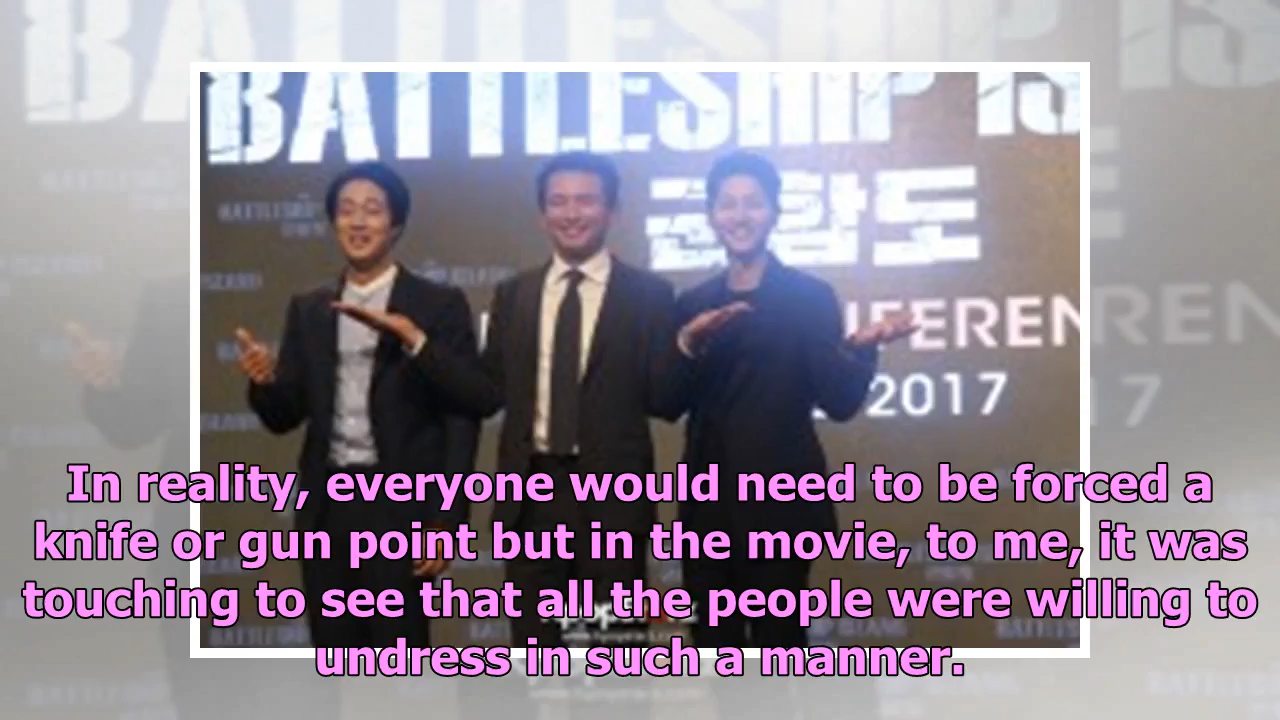 BATTLESHIP IS
군함도
2017
In reality, everyone would need to be forced a
knife or gun point but in the movie, to me, it was
touching to see that all the people were willing to
undress in such a manner.